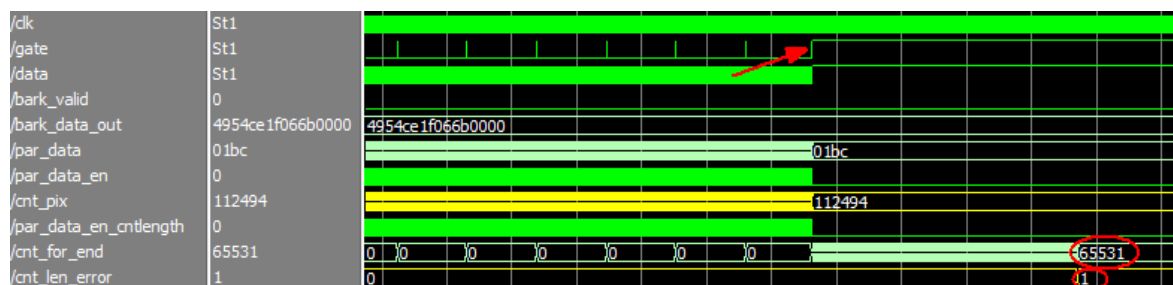 /clk St1
/gate St1
/data St1
/bark_valid 0
/bark_data_out 4954ce1f066b0000 4954ce1f066b0000
/par_data 01bc 01bc
/par_data_en 0
/cnt_pix 112494 112494
/par_data_en_cntlength 0
/cnt_for_end 65531 0 0 0 0 0 0 0 65531
/cnt_len_error 1 0 1